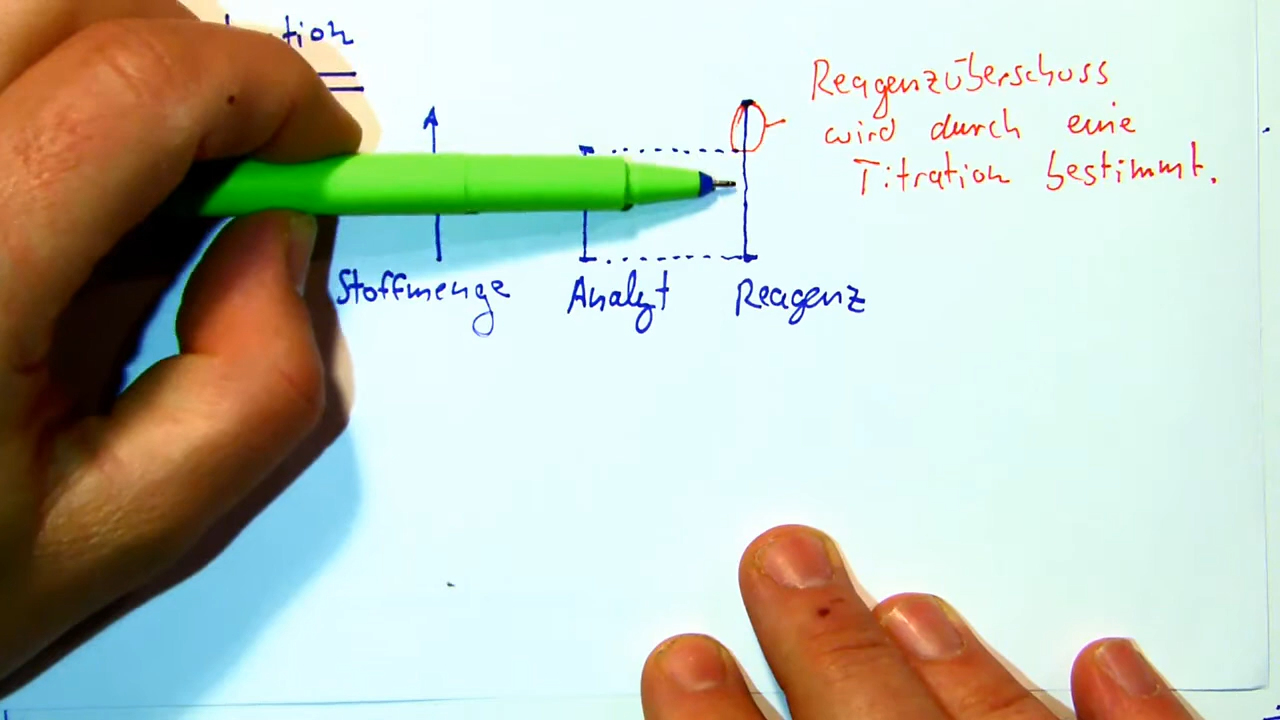 Reagenzüberschuss
wird durch eine
Titration bestimmt.
Stoffmenge Analyt Reagenz